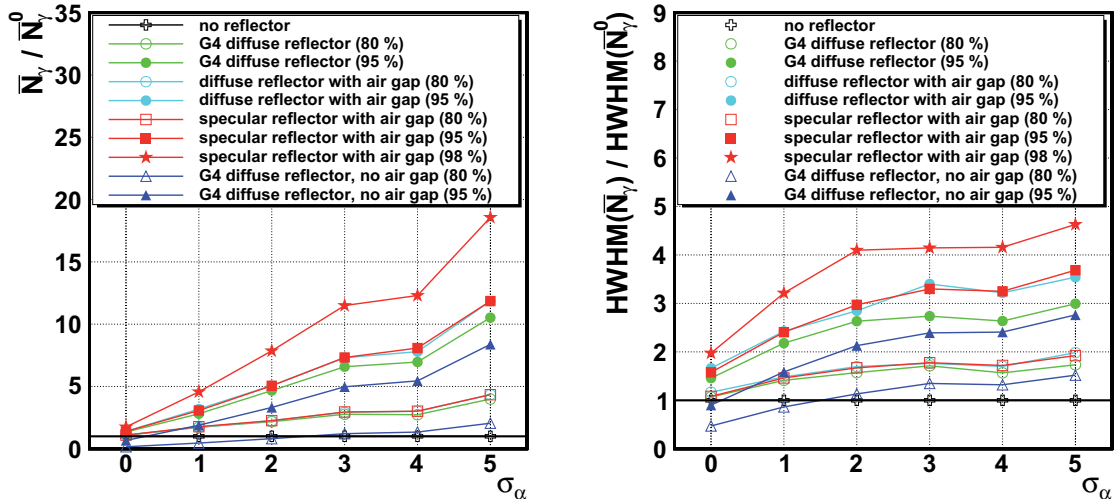 N̅γ / N̅γ⁰
35
30
25
20
15
10
5
0
no reflector
G4 diffuse reflector (80 %)
G4 diffuse reflector (95 %)
diffuse reflector with air gap (80 %)
diffuse reflector with air gap (95 %)
specular reflector with air gap (80 %)
specular reflector with air gap (95 %)
specular reflector with air gap (98 %)
G4 diffuse reflector, no air gap (80 %)
G4 diffuse reflector, no air gap (95 %)
0 1 2 3 4 5
σα
HWHM(N̅γ) / HWHM(N̅γ⁰)
9
8
7
6
5
4
3
2
1
0
no reflector
G4 diffuse reflector (80 %)
G4 diffuse reflector (95 %)
diffuse reflector with air gap (80 %)
diffuse reflector with air gap (95 %)
specular reflector with air gap (80 %)
specular reflector with air gap (95 %)
specular reflector with air gap (98 %)
G4 diffuse reflector, no air gap (80 %)
G4 diffuse reflector, no air gap (95 %)
0 1 2 3 4 5
σα